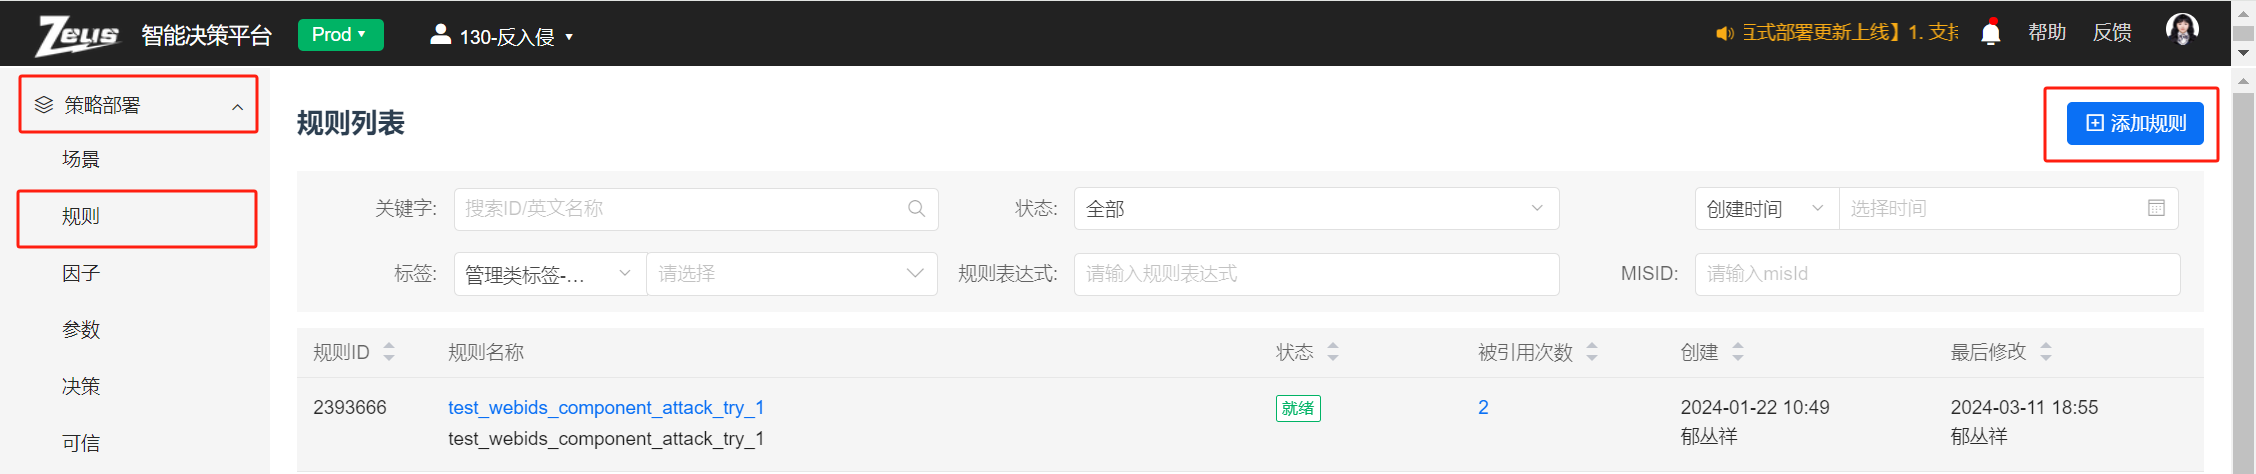 Zeus 智能决策平台 Prod 130-反入侵 正式部署更新上线】1. 支持 帮助 反馈
策略部署
场景
规则
因子
参数
决策
可信
规则列表 添加规则
关键字: 搜索ID/英文名称 状态: 全部 创建时间 选择时间
标签: 管理类标签-... 请选择 规则表达式: 请输入规则表达式 MISID: 请输入misId
规则ID 规则名称 状态 被引用次数 创建 最后修改
2393666 test_webids_component_attack_try_1 就绪 2 2024-01-22 10:49 2024-03-11 18:55
test_webids_component_attack_try_1 郁丛祥 郁丛祥